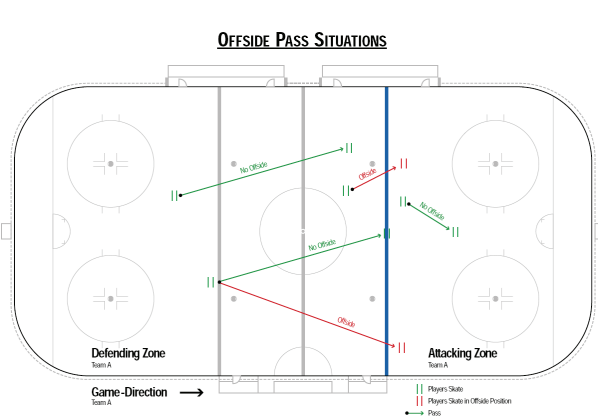 OFFSIDE PASS SITUATIONS
No Offside
Offside
No Offside
No Offside
Offside
Defending Zone
Team A
Attacking Zone
Team A
Game-Direction
Team A
Players Skate
Players Skate in Offside Position
Pass